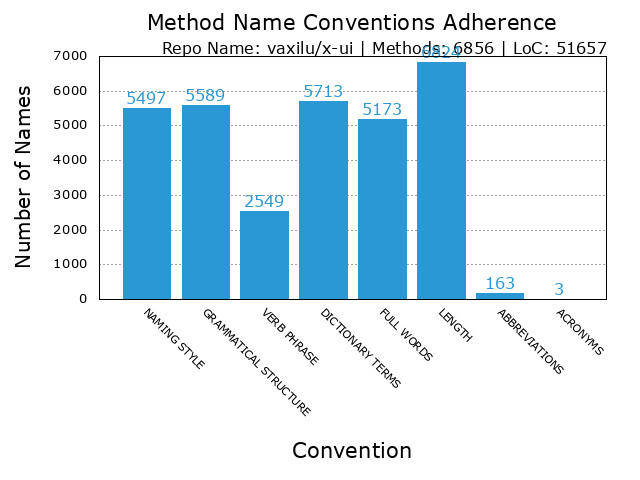 Method Name Conventions Adherence
Repo Name: vaxilu/x-ui | Methods: 6856 | LoC: 51657
Number of Names
7000
6000
5000
4000
3000
2000
1000
0
5497
5589
2549
5713
5173
6824
163
3
NAMING STYLE
GRAMMATICAL STRUCTURE
VERB PHRASE
DICTIONARY TERMS
FULL WORDS
LENGTH
ABBREVIATIONS
ACRONYMS
Convention